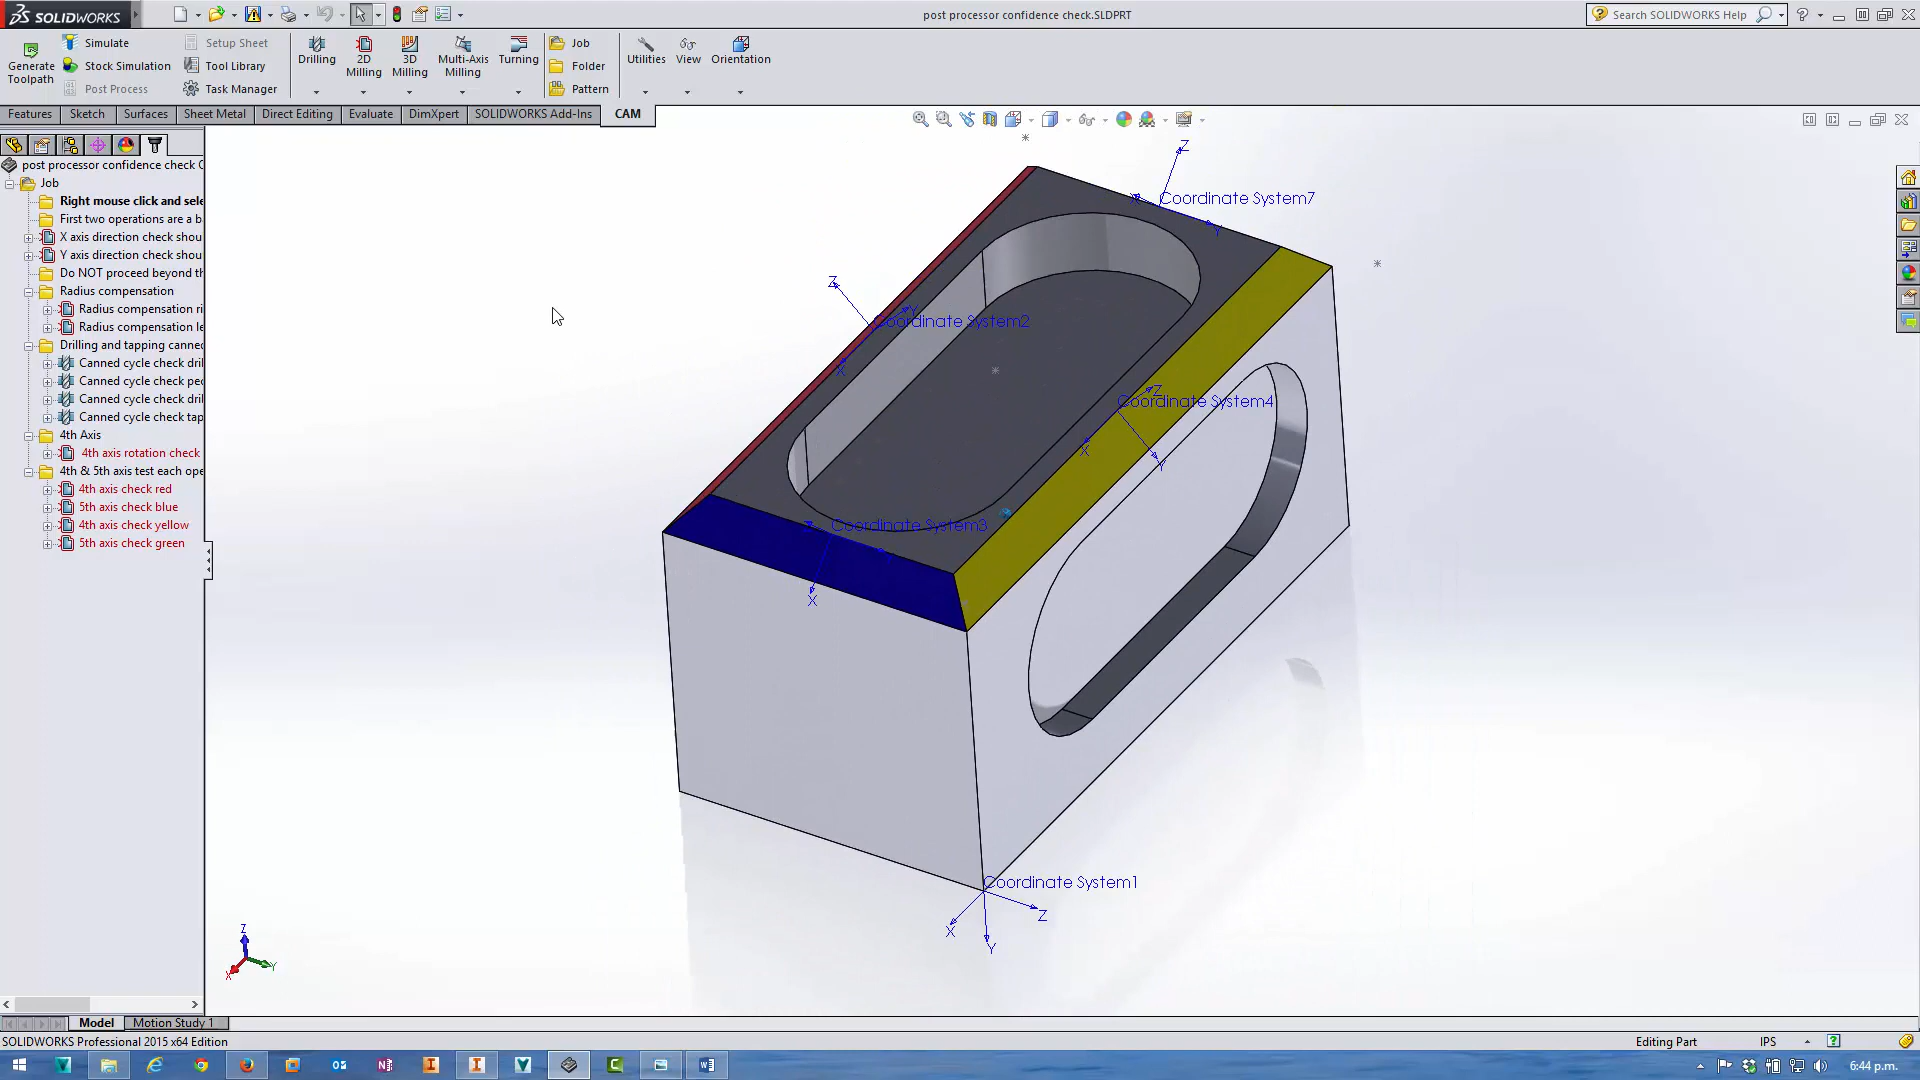 SOLIDWORKS
post processor confidence check.SLDPRT
Search SOLIDWORKS Help
Generate Toolpath
Simulate
Stock Simulation
Post Process
Setup Sheet
Tool Library
Task Manager
Drilling
2D Milling
3D Milling
Multi-Axis Milling
Turning
Job
Folder
Pattern
Utilities
View
Orientation
Features
Sketch
Surfaces
Sheet Metal
Direct Editing
Evaluate
DimXpert
SOLIDWORKS Add-Ins
CAM
post processor confidence check C
Job
Right mouse click and sele
First two operations are a b
X axis direction check shou
Y axis direction check shou
Do NOT proceed beyond th
Radius compensation
Radius compensation ri
Radius compensation le
Drilling and tapping canned
Canned cycle check dril
Canned cycle check pec
Canned cycle check dril
Canned cycle check tap
4th Axis
4th axis rotation check
4th & 5th axis test each ope
4th axis check red
5th axis check blue
4th axis check yellow
5th axis check green
Z
Coordinate System7
Y
Z
Y
Coordinate System2
X
Z
Coordinate System4
X
Y
Z
Coordinate System3
X
Coordinate System1
Z
X
Y
Z
X
Y
Model
Motion Study 1
SOLIDWORKS Professional 2015 x64 Edition
Editing Part
IPS
6:44 p.m.